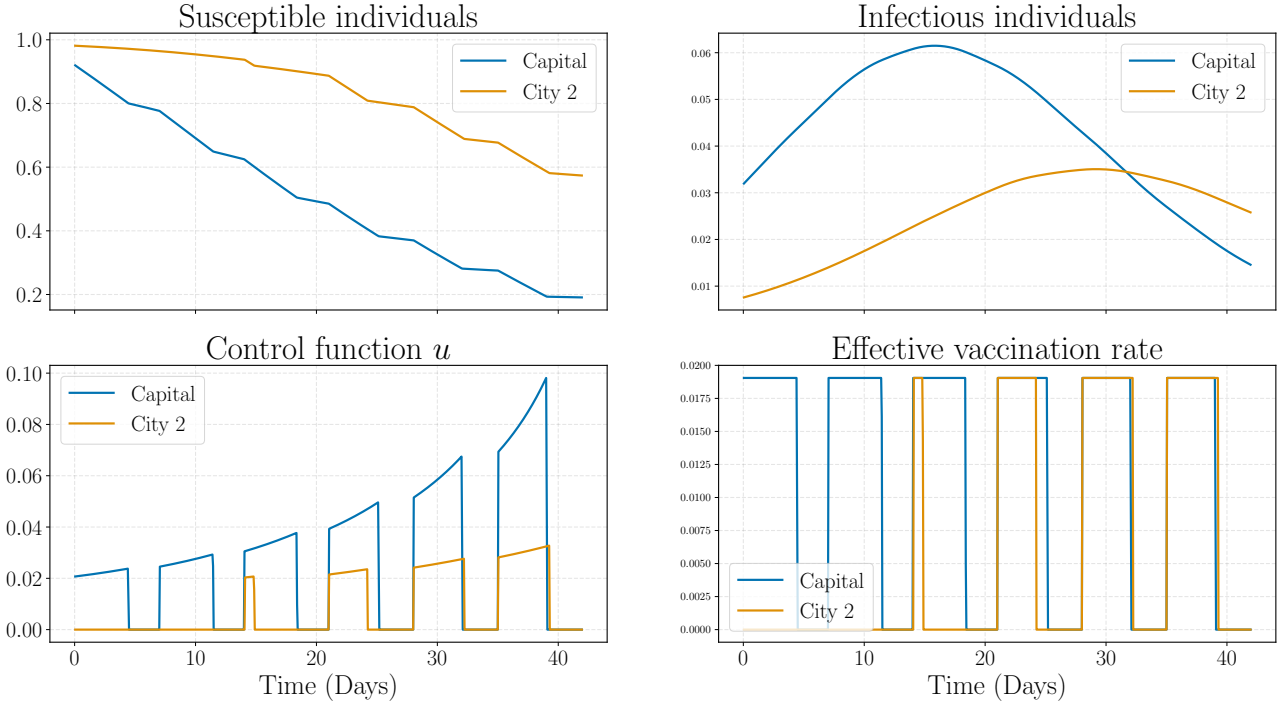 Susceptible individuals
1.0
0.8
0.6
0.4
0.2
Capital
City 2
Infectious individuals
0.06
0.05
0.04
0.03
0.02
0.01
Capital
City 2
Control function u
0.10
0.08
0.06
0.04
0.02
0.00
Capital
City 2
0 10 20 30 40
Time (Days)
Effective vaccination rate
0.0200
0.0175
0.0150
0.0125
0.0100
0.0075
0.0050
0.0025
0.0000
Capital
City 2
0 10 20 30 40
Time (Days)